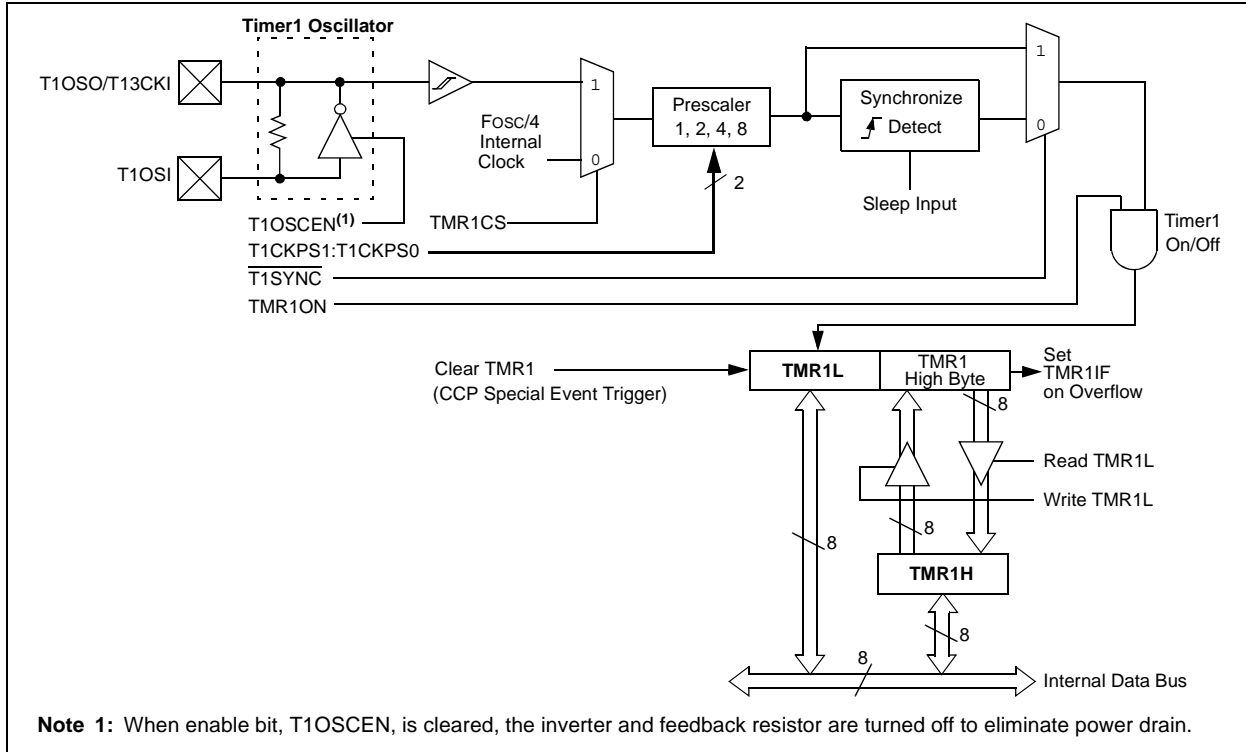 Timer1 Oscillator
T1OSO/T13CKI
T1OSI
FOSC/4
Internal
Clock
1
0
Prescaler
1, 2, 4, 8
2
Synchronize
Detect
Sleep Input
1
0
T1OSCEN(1)
TMR1CS
T1CKPS1:T1CKPS0
T1SYNC
TMR1ON
Timer1
On/Off
Clear TMR1
(CCP Special Event Trigger)
TMR1L
TMR1
High Byte
Set
TMR1IF
on Overflow
8
Read TMR1L
Write TMR1L
8
8
TMR1H
8
8
Internal Data Bus
Note 1: When enable bit, T1OSCEN, is cleared, the inverter and feedback resistor are turned off to eliminate power drain.